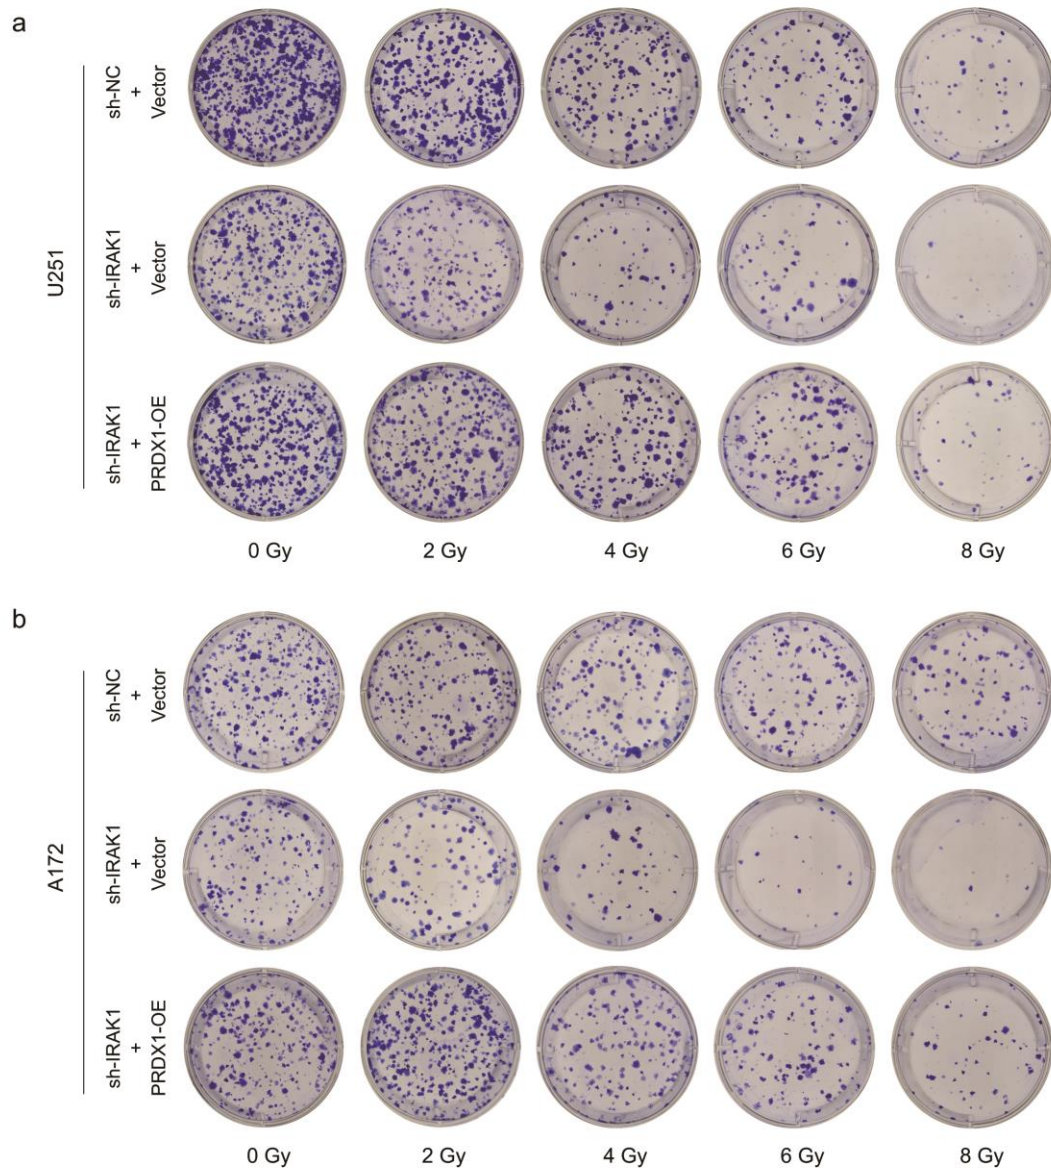 a
U251
sh-NC
+
Vector
sh-IRAK1
+
Vector
sh-IRAK1
+
PRDX1-OE
0 Gy 2 Gy 4 Gy 6 Gy 8 Gy
b
A172
sh-NC
+
Vector
sh-IRAK1
+
Vector
sh-IRAK1
+
PRDX1-OE
0 Gy 2 Gy 4 Gy 6 Gy 8 Gy